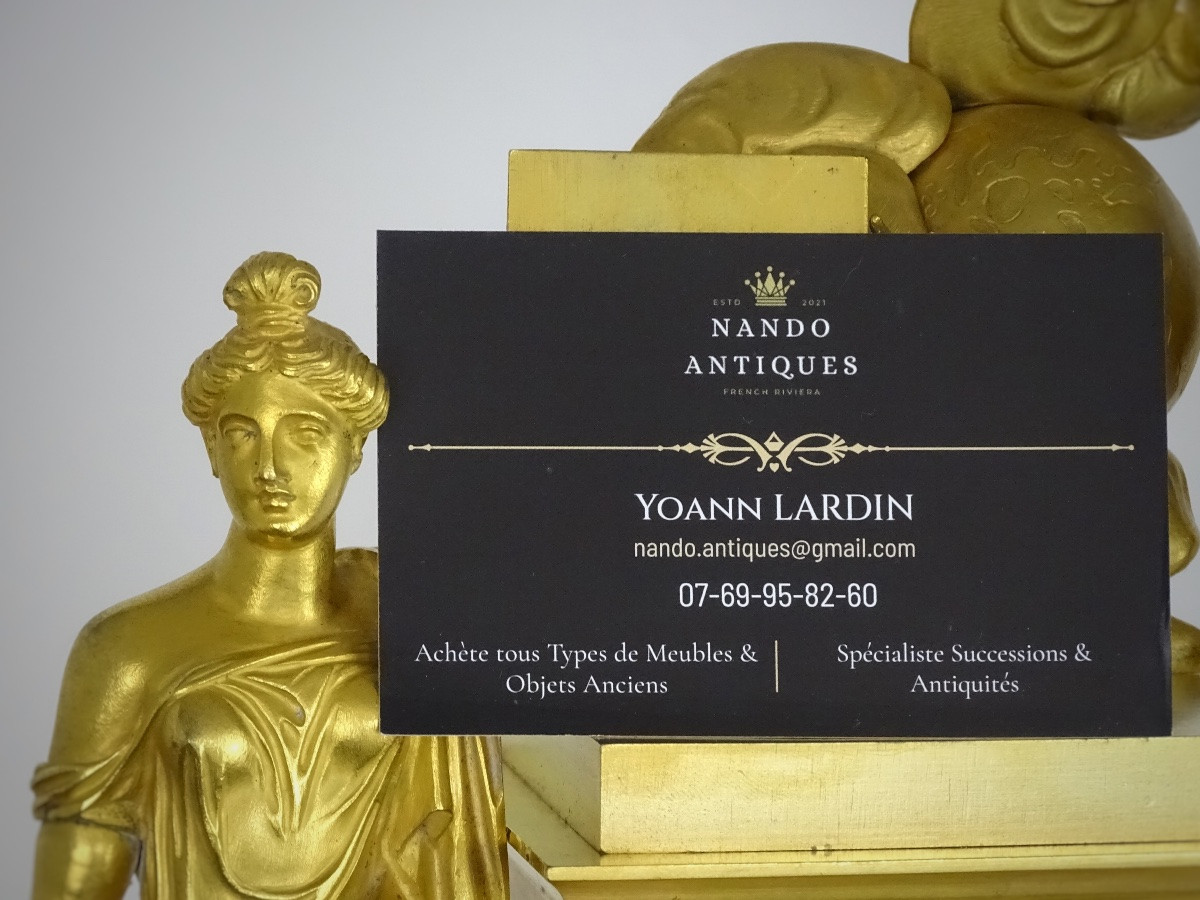 ESTD 2021
NANDO
ANTIQUES
FRENCH RIVIERA
YOANN LARDIN
nando.antiques@gmail.com
07-69-95-82-60
Achète tous Types de Meubles &
Objets Anciens
Spécialiste Successions &
Antiquités